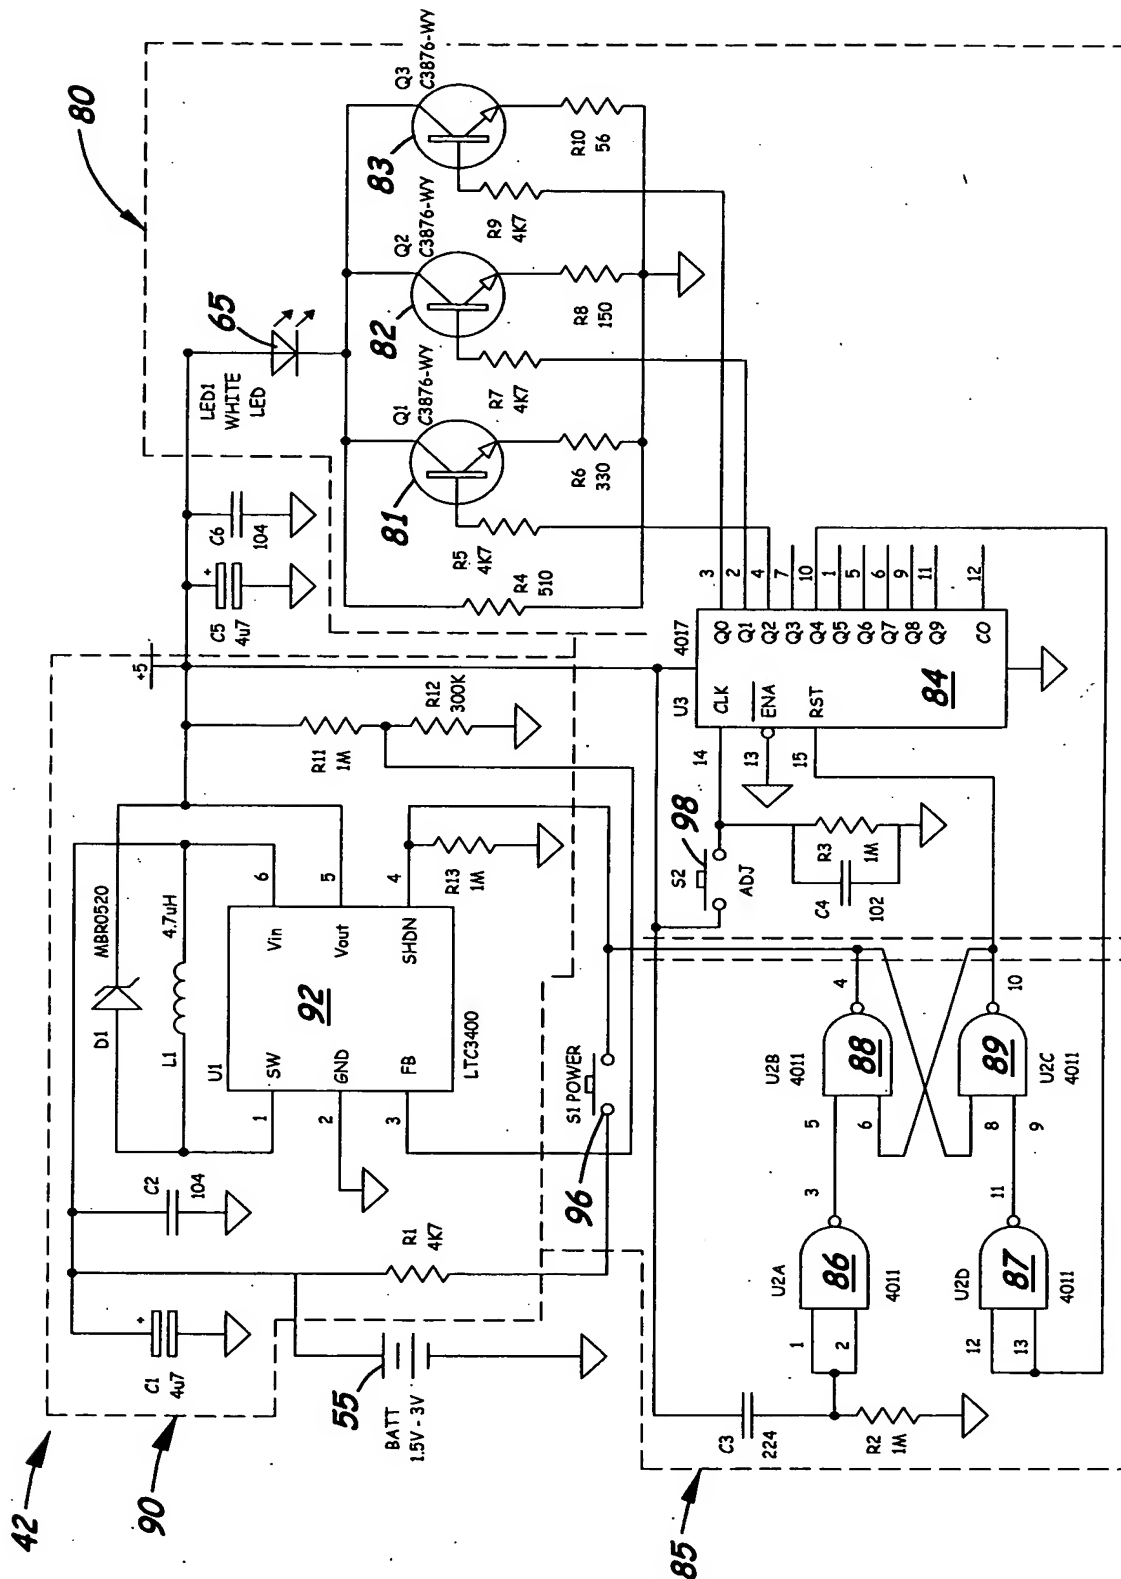 42
90
80
85
C1
4u7
+
C2
104
D1
MBR0520
L1
4.7uH
U1
SW
GND
FB
Vin
Vout
SHDN
92
LTC3400
1
2
3
6
5
4
R13
1M
R11
1M
R12
300K
+5
C5
4u7
+
C6
104
LED1
WHITE
LED
65
BATT
1.5V - 3V
55
R1
4K7
S1 POWER
96
R4
510
R5
4K7
81
Q1
C3876-WY
R6
330
R7
4K7
82
Q2
C3876-WY
R8
150
R9
4K7
83
Q3
C3876-WY
R10
56
U3
4017
CLK
ENA
RST
84
Q0
Q1
Q2
Q3
Q4
Q5
Q6
Q7
Q8
Q9
CO
3
2
4
7
10
1
5
6
9
11
12
14
13
15
S2
98
ADJ
R3
1M
C4
102
C3
224
R2
1M
U2A
86
4011
1
2
3
U2B
88
4011
5
6
4
U2D
87
4011
12
13
11
U2C
89
4011
8
9
10